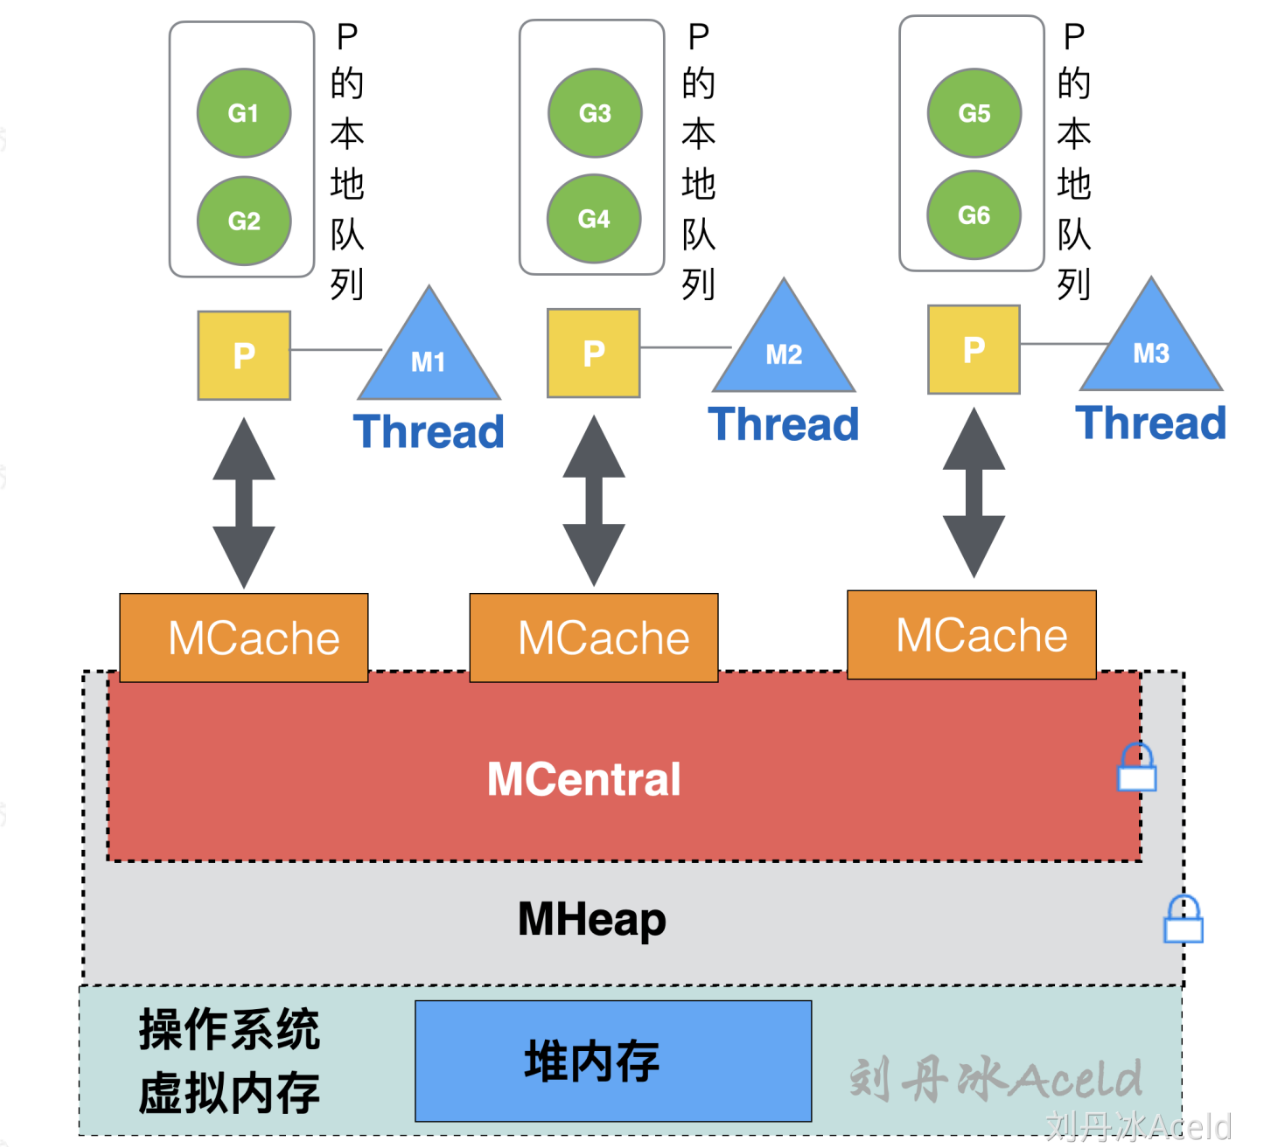 P的本地队列
G1
G2
P的本地队列
G3
G4
P的本地队列
G5
G6
P
M1
Thread
P
M2
Thread
P
M3
Thread
MCache
MCache
MCache
MCentral
MHeap
操作系统
虚拟内存
堆内存
刘丹冰Aceld
刘丹冰Aceld